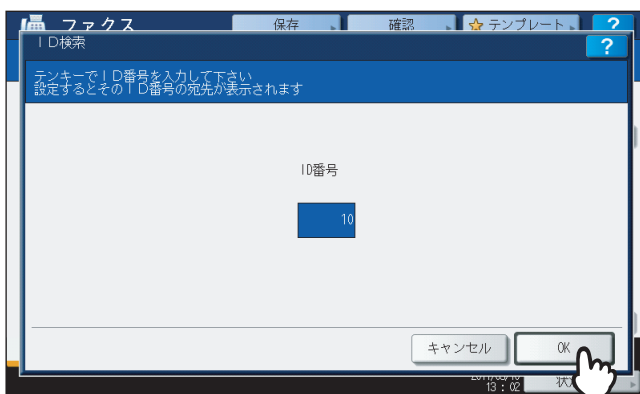 ファクス
保存
確認
テンプレート
?
ID検索
?
テンキーでID番号を入力して下さい
設定するとそのID番号の宛先が表示されます
ID番号
10
キャンセル
OK
13:02